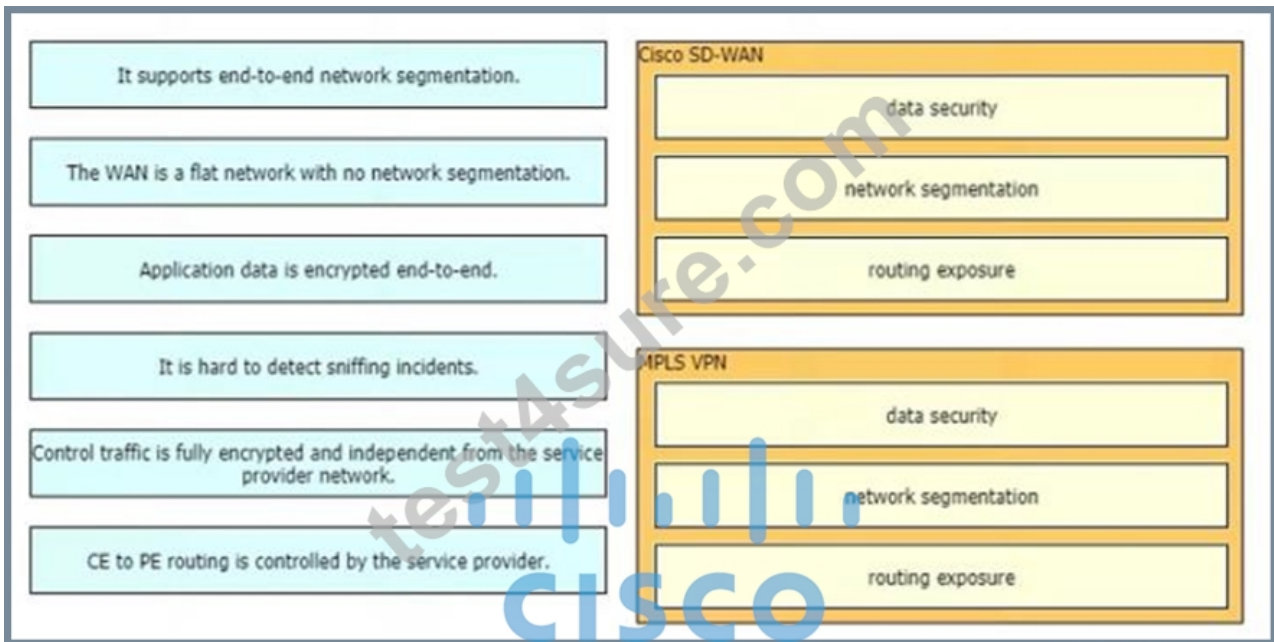 It supports end-to-end network segmentation.
The WAN is a flat network with no network segmentation.
Application data is encrypted end-to-end.
It is hard to detect sniffing incidents.
Control traffic is fully encrypted and independent from the service
provider network.
CE to PE routing is controlled by the service provider.
Cisco SD-WAN
data security
network segmentation
routing exposure
MPLS VPN
data security
network segmentation
routing exposure
test4sure.com
CISCO